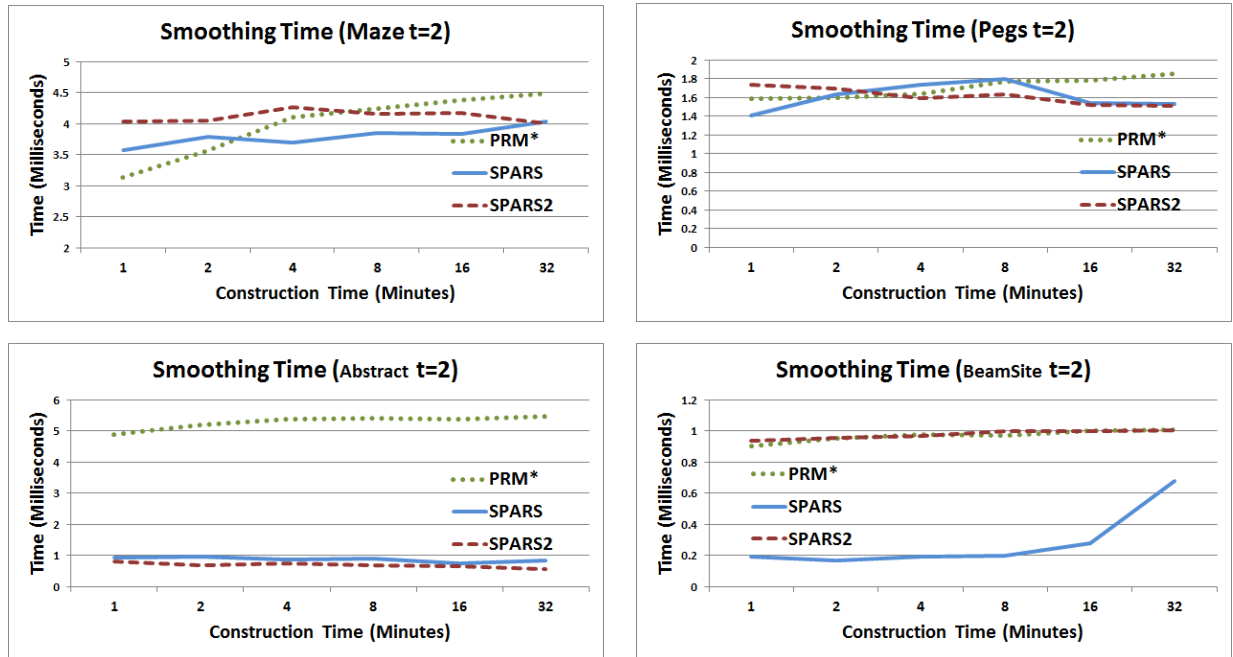 Smoothing Time (Maze t=2)
Time (Milliseconds)
5
4.5
4
3.5
3
2.5
2
PRM*
SPARS
SPARS2
1 2 4 8 16 32
Construction Time (Minutes)
Smoothing Time (Pegs t=2)
Time (Milliseconds)
2
1.8
1.6
1.4
1.2
1
0.8
0.6
0.4
0.2
0
PRM*
SPARS
SPARS2
1 2 4 8 16 32
Construction Time (Minutes)
Smoothing Time (Abstract t=2)
Time (Milliseconds)
6
5
4
3
2
1
0
PRM*
SPARS
SPARS2
1 2 4 8 16 32
Construction Time (Minutes)
Smoothing Time (BeamSite t=2)
Time (Milliseconds)
1.2
1
0.8
0.6
0.4
0.2
0
PRM*
SPARS
SPARS2
1 2 4 8 16 32
Construction Time (Minutes)